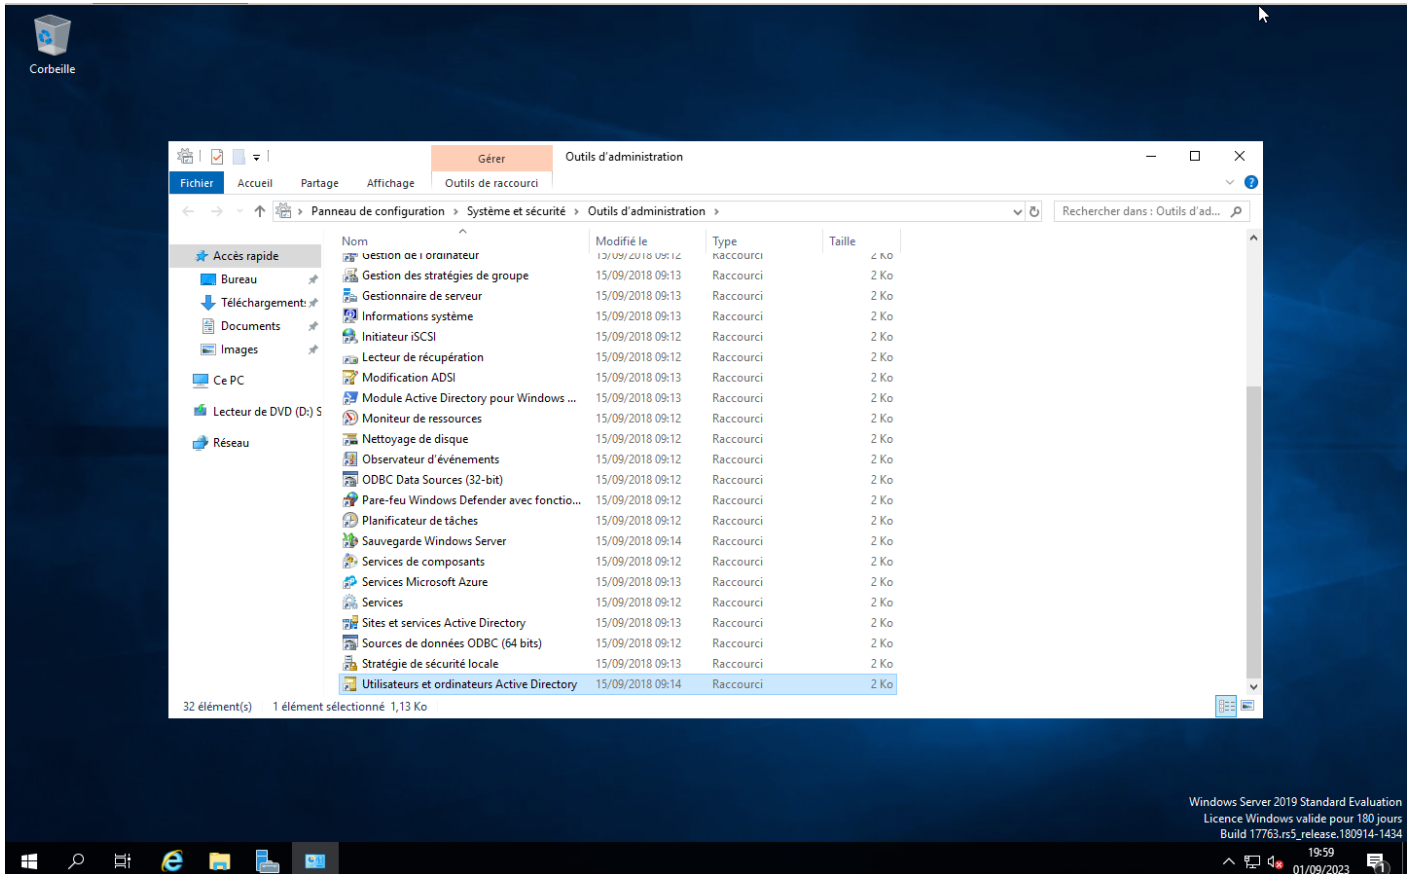 Corbeille
Gérer
Outils d'administration
Fichier
Accueil
Partage
Affichage
Outils de raccourci
Panneau de configuration
Système et sécurité
Outils d'administration
Rechercher dans : Outils d'ad...
Nom
Modifié le
Type
Taille
Accès rapide
Bureau
Téléchargement:
Documents
Images
Ce PC
Lecteur de DVD (D:) S
Réseau
Gestion de l'ordinateur 15/09/2018 09:12 Raccourci 2 Ko
Gestion des stratégies de groupe 15/09/2018 09:13 Raccourci 2 Ko
Gestionnaire de serveur 15/09/2018 09:13 Raccourci 2 Ko
Informations système 15/09/2018 09:13 Raccourci 2 Ko
Initiateur iSCSI 15/09/2018 09:12 Raccourci 2 Ko
Lecteur de récupération 15/09/2018 09:12 Raccourci 2 Ko
Modification ADSI 15/09/2018 09:13 Raccourci 2 Ko
Module Active Directory pour Windows ... 15/09/2018 09:13 Raccourci 2 Ko
Moniteur de ressources 15/09/2018 09:12 Raccourci 2 Ko
Nettoyage de disque 15/09/2018 09:12 Raccourci 2 Ko
Observateur d'événements 15/09/2018 09:12 Raccourci 2 Ko
ODBC Data Sources (32-bit) 15/09/2018 09:12 Raccourci 2 Ko
Pare-feu Windows Defender avec fonctio... 15/09/2018 09:12 Raccourci 2 Ko
Planificateur de tâches 15/09/2018 09:12 Raccourci 2 Ko
Sauvegarde Windows Server 15/09/2018 09:14 Raccourci 2 Ko
Services de composants 15/09/2018 09:12 Raccourci 2 Ko
Services Microsoft Azure 15/09/2018 09:13 Raccourci 2 Ko
Services 15/09/2018 09:12 Raccourci 2 Ko
Sites et services Active Directory 15/09/2018 09:13 Raccourci 2 Ko
Sources de données ODBC (64 bits) 15/09/2018 09:12 Raccourci 2 Ko
Stratégie de sécurité locale 15/09/2018 09:13 Raccourci 2 Ko
Utilisateurs et ordinateurs Active Directory 15/09/2018 09:14 Raccourci 2 Ko
32 élément(s) 1 élément sélectionné 1,13 Ko
Windows Server 2019 Standard Evaluation
Licence Windows valide pour 180 jours
Build 17763.rs5_release.180914-1434
19:59
01/09/2023
1